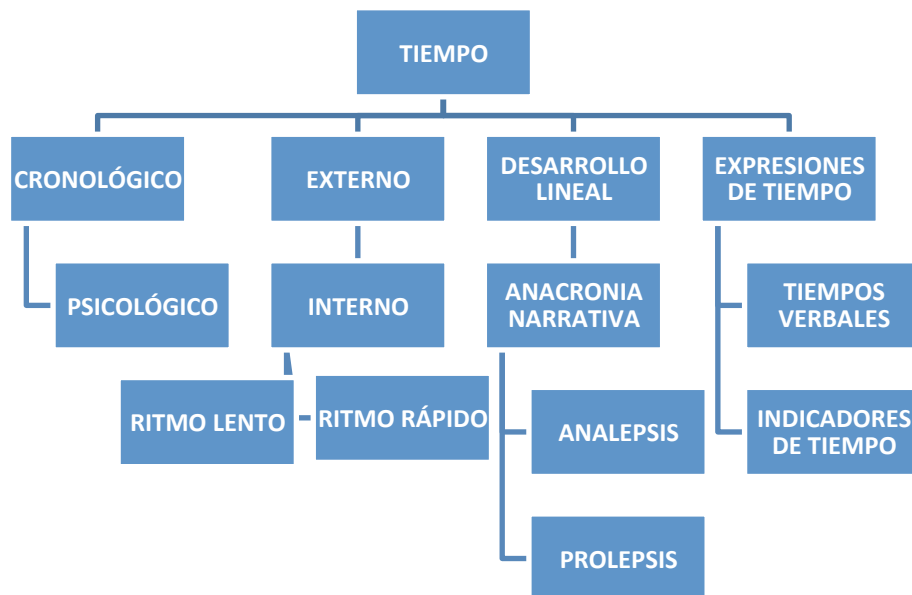 TIEMPO
CRONOLÓGICO
EXTERNO
DESARROLLO
LINEAL
EXPRESIONES
DE TIEMPO
PSICOLÓGICO
INTERNO
ANACRONIA
NARRATIVA
TIEMPOS
VERBALES
RITMO LENTO
RITMO RÁPIDO
ANALEPSIS
INDICADORES
DE TIEMPO
PROLEPSIS